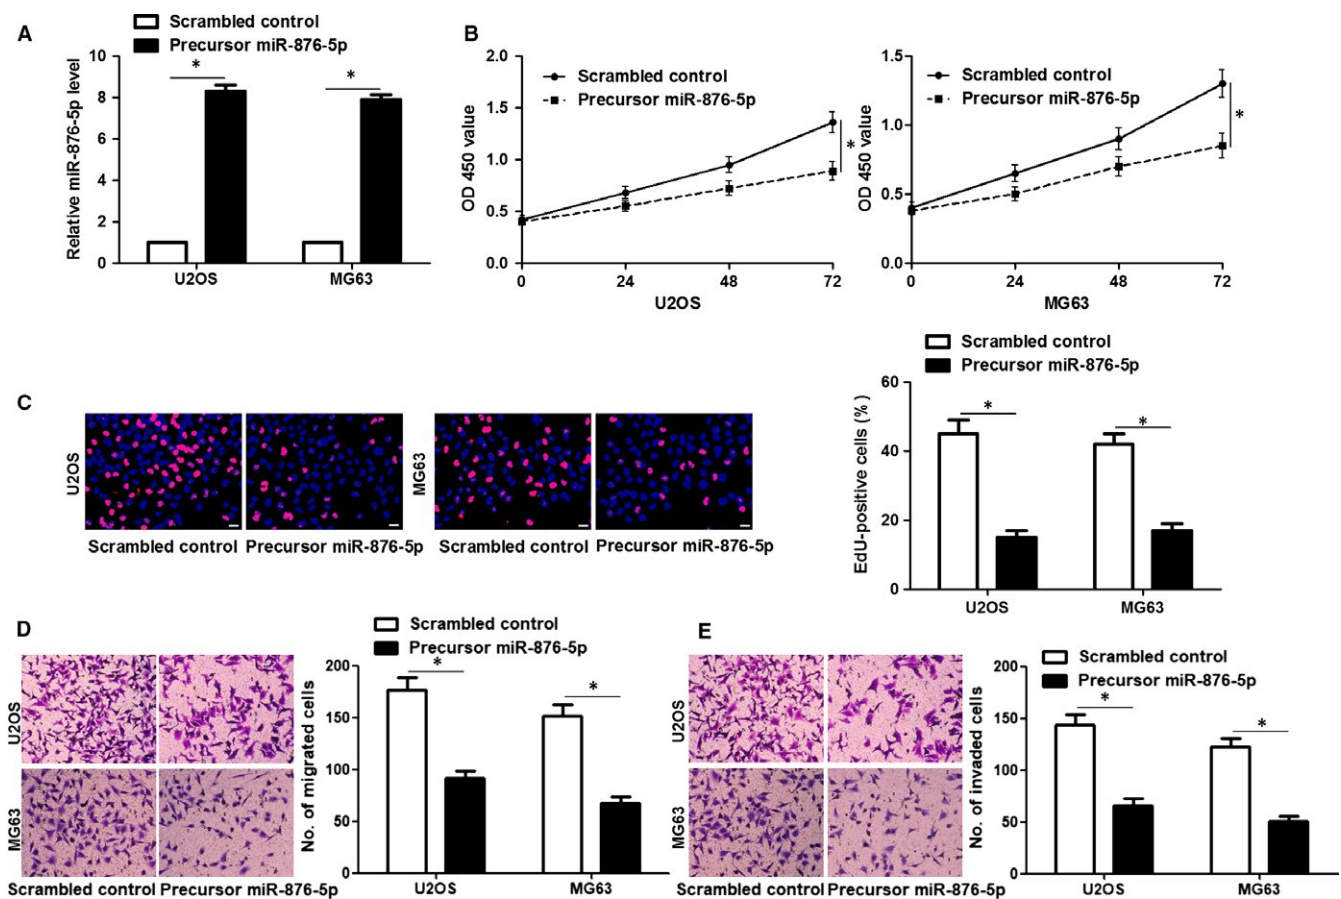 A
Scrambled control
Precursor miR-876-5p
Relative miR-876-5p level
10
8
6
4
2
0
*
*
U2OS
MG63
B
OD 450 value
2.0
1.5
1.0
0.5
0.0
Scrambled control
Precursor miR-876-5p
*
0 24 48 72
U2OS
OD 450 value
1.5
1.0
0.5
0.0
Scrambled control
Precursor miR-876-5p
*
0 24 48 72
MG63
C
U2OS
Scrambled control
Precursor miR-876-5p
MG63
Scrambled control
Precursor miR-876-5p
Scrambled control
Precursor miR-876-5p
EdU-positive cells (%)
60
40
20
0
*
*
U2OS
MG63
D
U2OS
MG63
Scrambled control
Precursor miR-876-5p
Scrambled control
Precursor miR-876-5p
No. of migrated cells
200
150
100
50
0
*
*
U2OS
MG63
E
U2OS
MG63
Scrambled control
Precursor miR-876-5p
Scrambled control
Precursor miR-876-5p
No. of invaded cells
200
150
100
50
0
*
*
U2OS
MG63